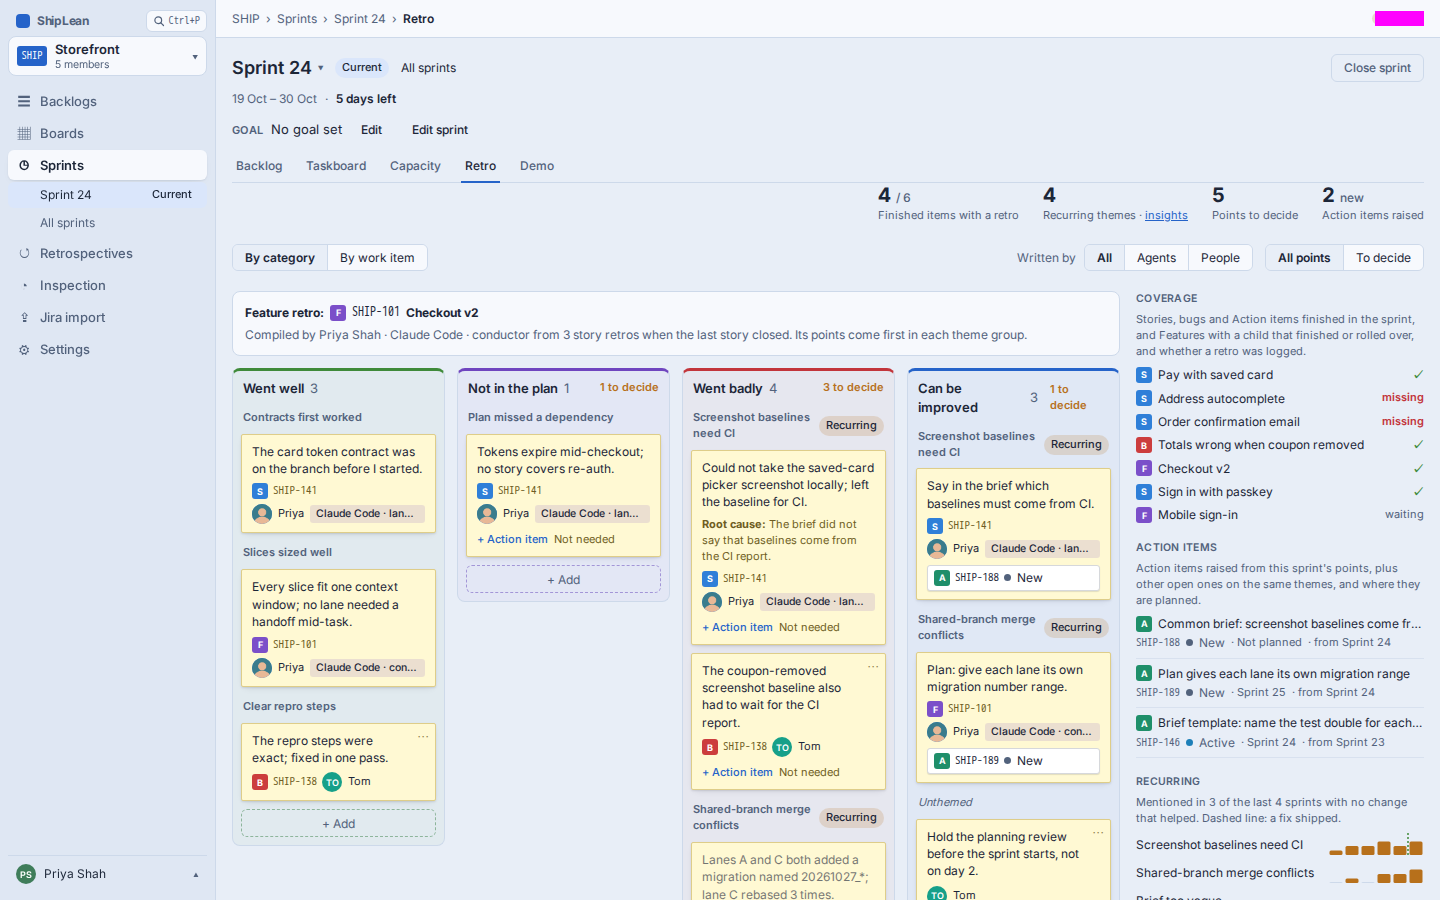 ShipLean
Ctrl+P
SHIP
Storefront
5 members
Backlogs
Boards
Sprints
Sprint 24
Current
All sprints
Retrospectives
Inspection
Jira import
Settings
PS
Priya Shah
SHIP › Sprints › Sprint 24 › Retro
Sprint 24
Current
All sprints
Close sprint
19 Oct – 30 Oct · 5 days left
GOAL No goal set Edit Edit sprint
Backlog Taskboard Capacity Retro Demo
4 / 6
Finished items with a retro
4
Recurring themes · insights
5
Points to decide
2 new
Action items raised
By category By work item
Written by All Agents People
All points To decide
Feature retro: F SHIP-101 Checkout v2
Compiled by Priya Shah · Claude Code · conductor from 3 story retros when the last story closed. Its points come first in each theme group.
Went well 3
Contracts first worked
The card token contract was
on the branch before I started.
S SHIP-141
Priya Claude Code · lan...
Slices sized well
Every slice fit one context
window; no lane needed a
handoff mid-task.
F SHIP-101
Priya Claude Code · con...
Clear repro steps
The repro steps were
exact; fixed in one pass.
B SHIP-138 TO Tom
+ Add
Not in the plan 1
1 to decide
Plan missed a dependency
Tokens expire mid-checkout;
no story covers re-auth.
S SHIP-141
Priya Claude Code · lan...
+ Action item Not needed
+ Add
Went badly 4
3 to decide
Screenshot baselines
need CI
Recurring
Could not take the saved-card
picker screenshot locally; left
the baseline for CI.
Root cause: The brief did not
say that baselines come from
the CI report.
S SHIP-141
Priya Claude Code · lan...
+ Action item Not needed
The coupon-removed
screenshot baseline also
had to wait for the CI
report.
B SHIP-138 TO Tom
+ Action item Not needed
Shared-branch merge
conflicts
Recurring
Lanes A and C both added a
migration named 20261027_*;
lane C rebased 3 times.
Can be
improved
3
1 to
decide
Screenshot baselines
need CI
Recurring
Say in the brief which
baselines must come from CI.
S SHIP-141
Priya Claude Code · lan...
A SHIP-188 New
Shared-branch merge
conflicts
Recurring
Plan: give each lane its own
migration number range.
F SHIP-101
Priya Claude Code · con...
A SHIP-189 New
Unthemed
Hold the planning review
before the sprint starts, not
on day 2.
TO Tom
COVERAGE
Stories, bugs and Action items finished in the sprint,
and Features with a child that finished or rolled over,
and whether a retro was logged.
S Pay with saved card ✓
S Address autocomplete missing
S Order confirmation email missing
B Totals wrong when coupon removed ✓
F Checkout v2 ✓
S Sign in with passkey ✓
F Mobile sign-in waiting
ACTION ITEMS
Action items raised from this sprint's points, plus
other open ones on the same themes, and where they
are planned.
A Common brief: screenshot baselines come fr...
SHIP-188 New · Not planned · from Sprint 24
A Plan gives each lane its own migration range
SHIP-189 New · Sprint 25 · from Sprint 24
A Brief template: name the test double for each...
SHIP-146 Active · Sprint 24 · from Sprint 23
RECURRING
Mentioned in 3 of the last 4 sprints with no change
that helped. Dashed line: a fix shipped.
Screenshot baselines need CI
Shared-branch merge conflicts